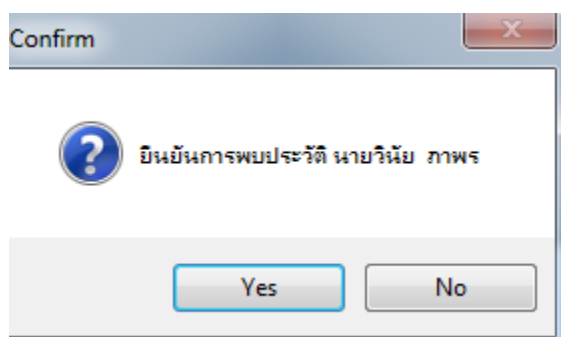 Confirm
ยืนยันการพบประวัติ นายวินัย ภาพร
Yes
No